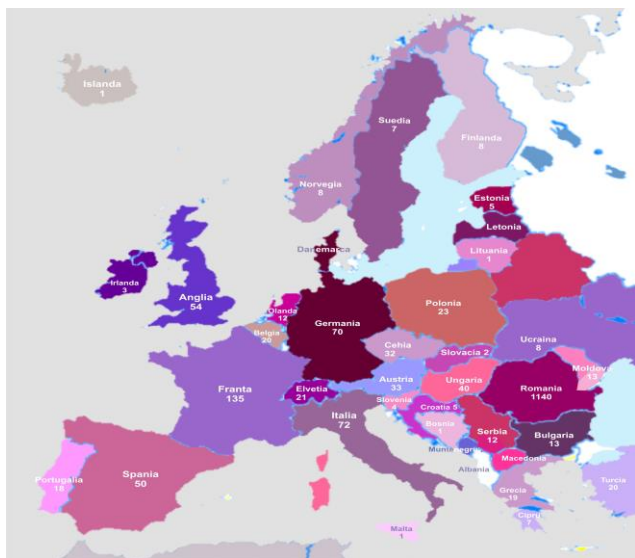 Islanda
1
Suedia
7
Finlanda
8
Norvegia
8
Estonia
5
Letonia
Lituania
1
Danemarca
Irlanda
3
Anglia
54
Olanda
12
Belgia
20
Germania
70
Polonia
23
Cehia
32
Slovacia 2
Ucraina
8
Moldova
13
Franta
135
Elvetia
21
Austria
33
Ungaria
40
Romania
1140
Slovenia
4
Croatia 5
Bosnia
1
Serbia
12
Bulgaria
13
Italia
72
Muntenegru
Macedonia
Albania
Portugalia
18
Spania
50
Grecia
19
Turcia
20
Cipru
7
Malta
1